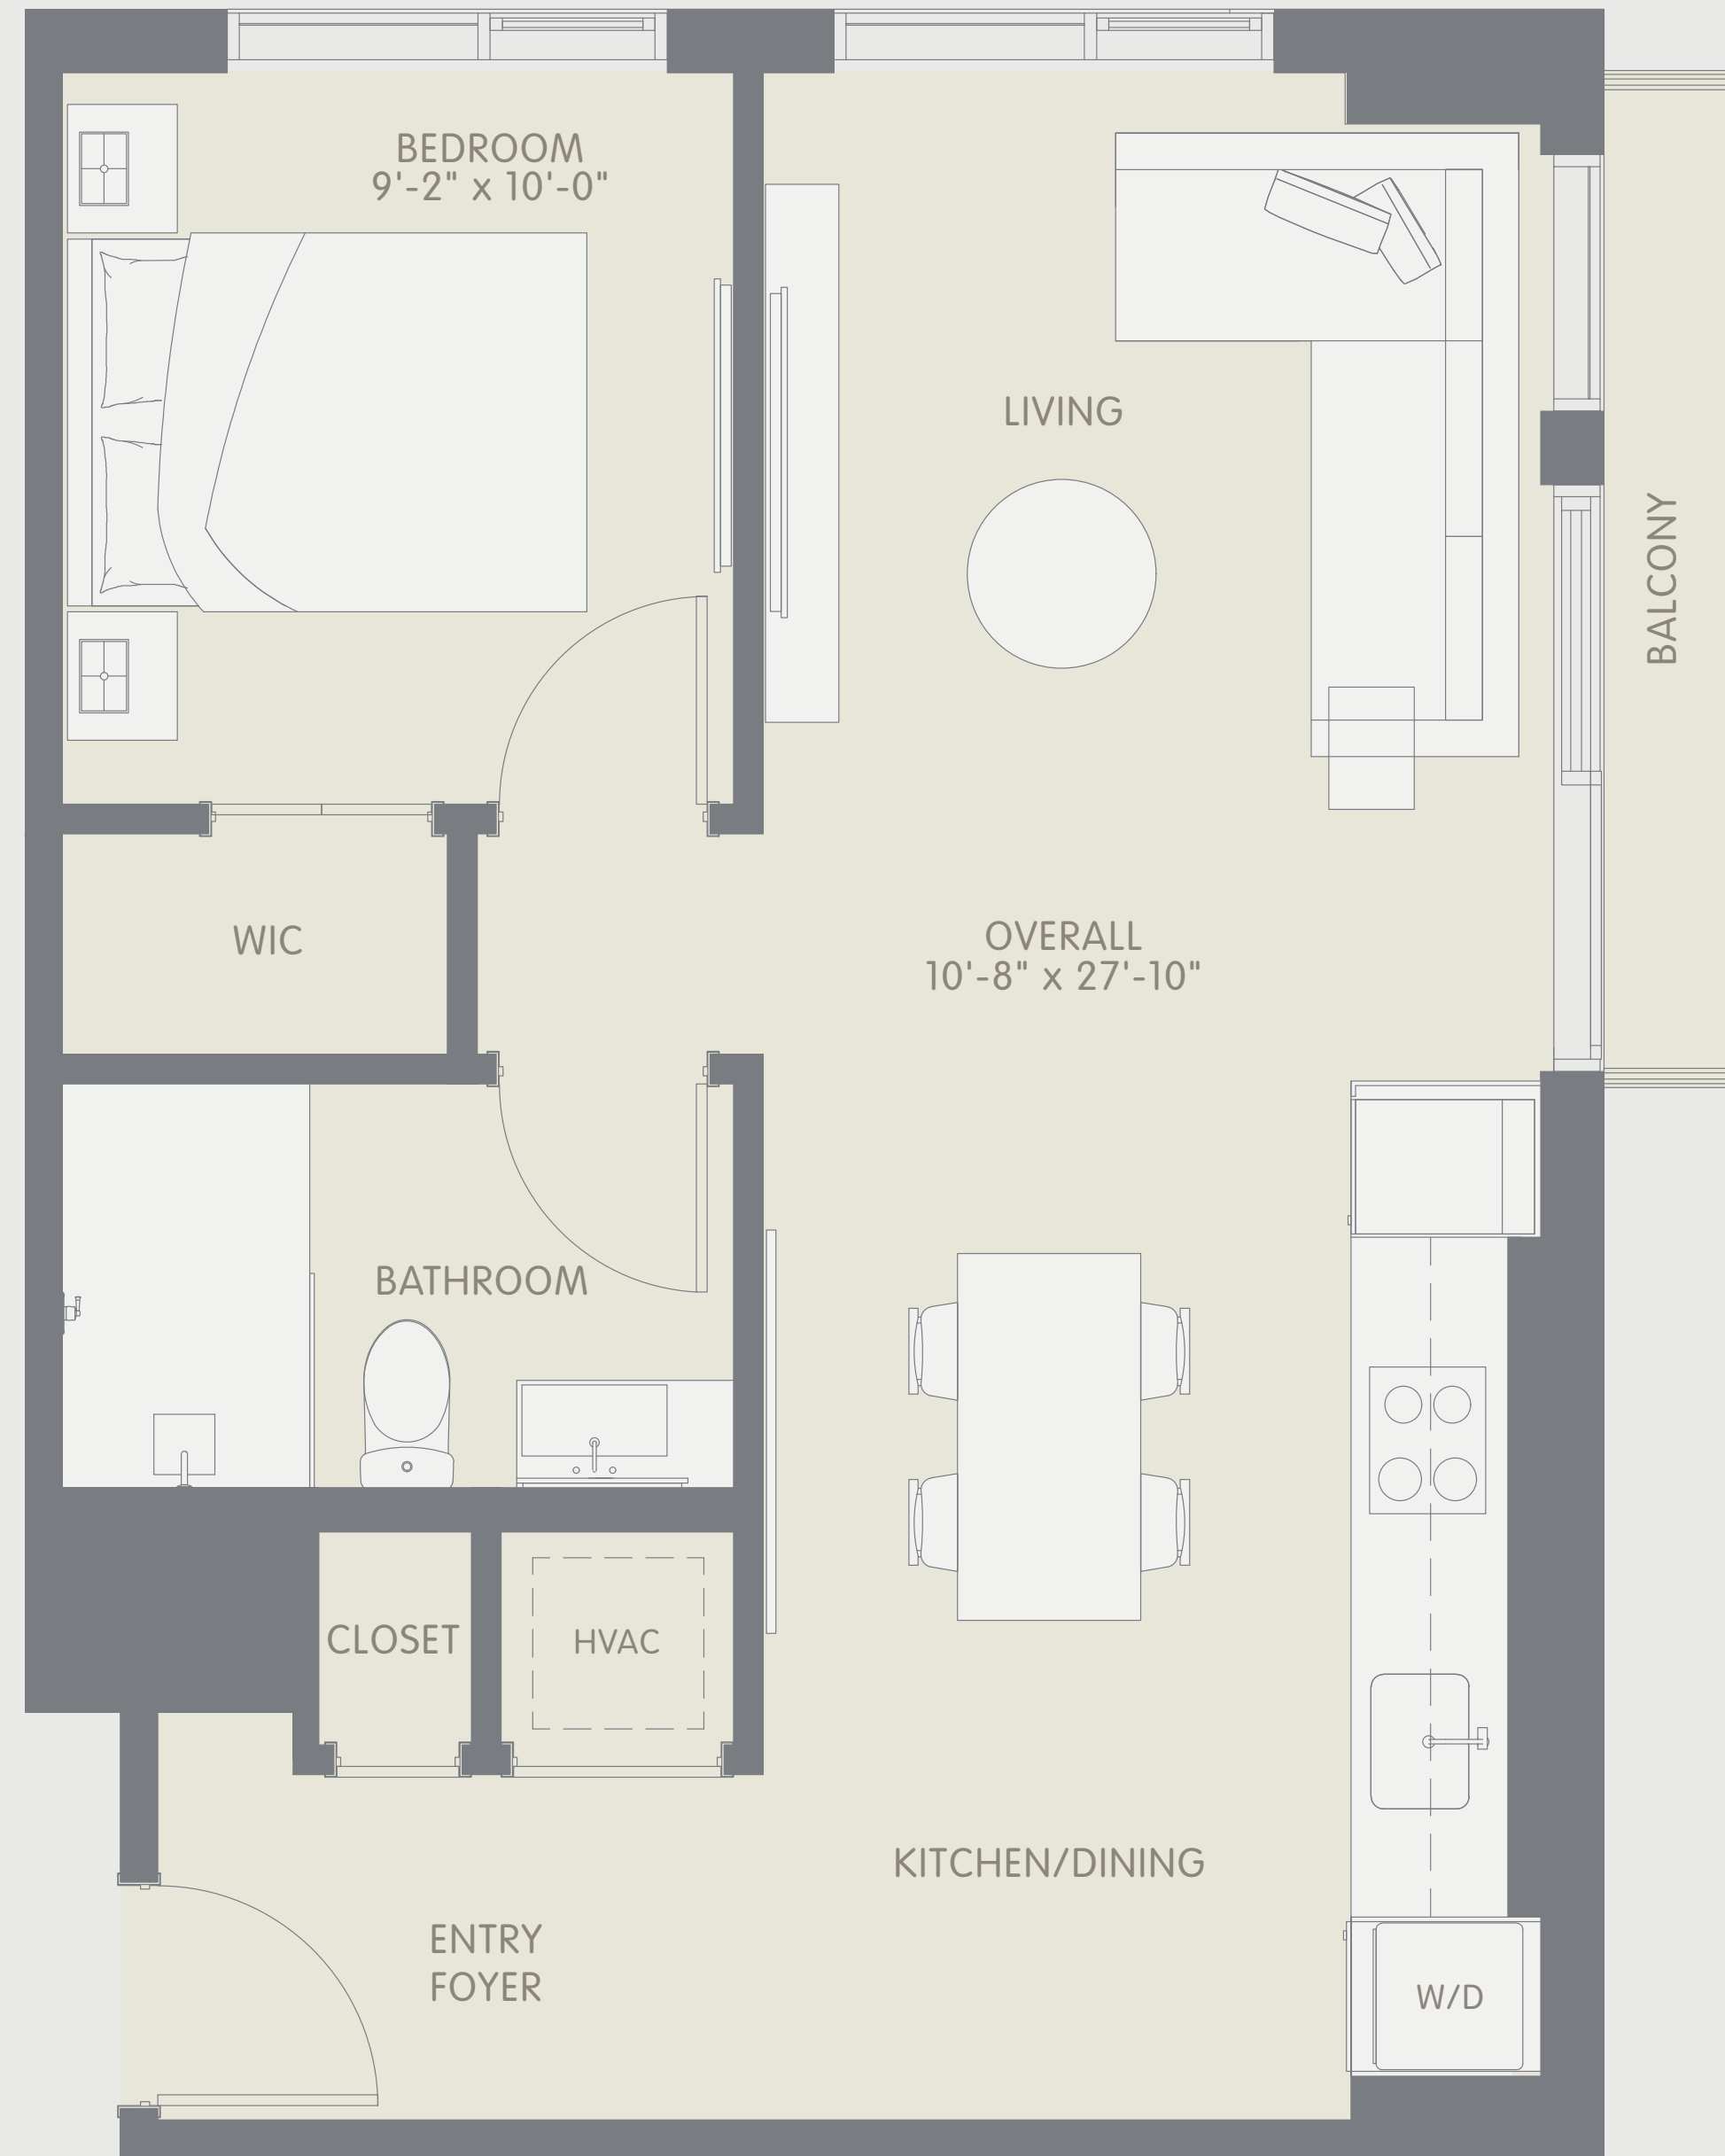 BEDROOM
9'-2" x 10'-0"
LIVING
BALCONY
WIC
OVERALL
10'-8" x 27'-10"
BATHROOM
CLOSET
HVAC
KITCHEN/DINING
ENTRY
FOYER
W/D